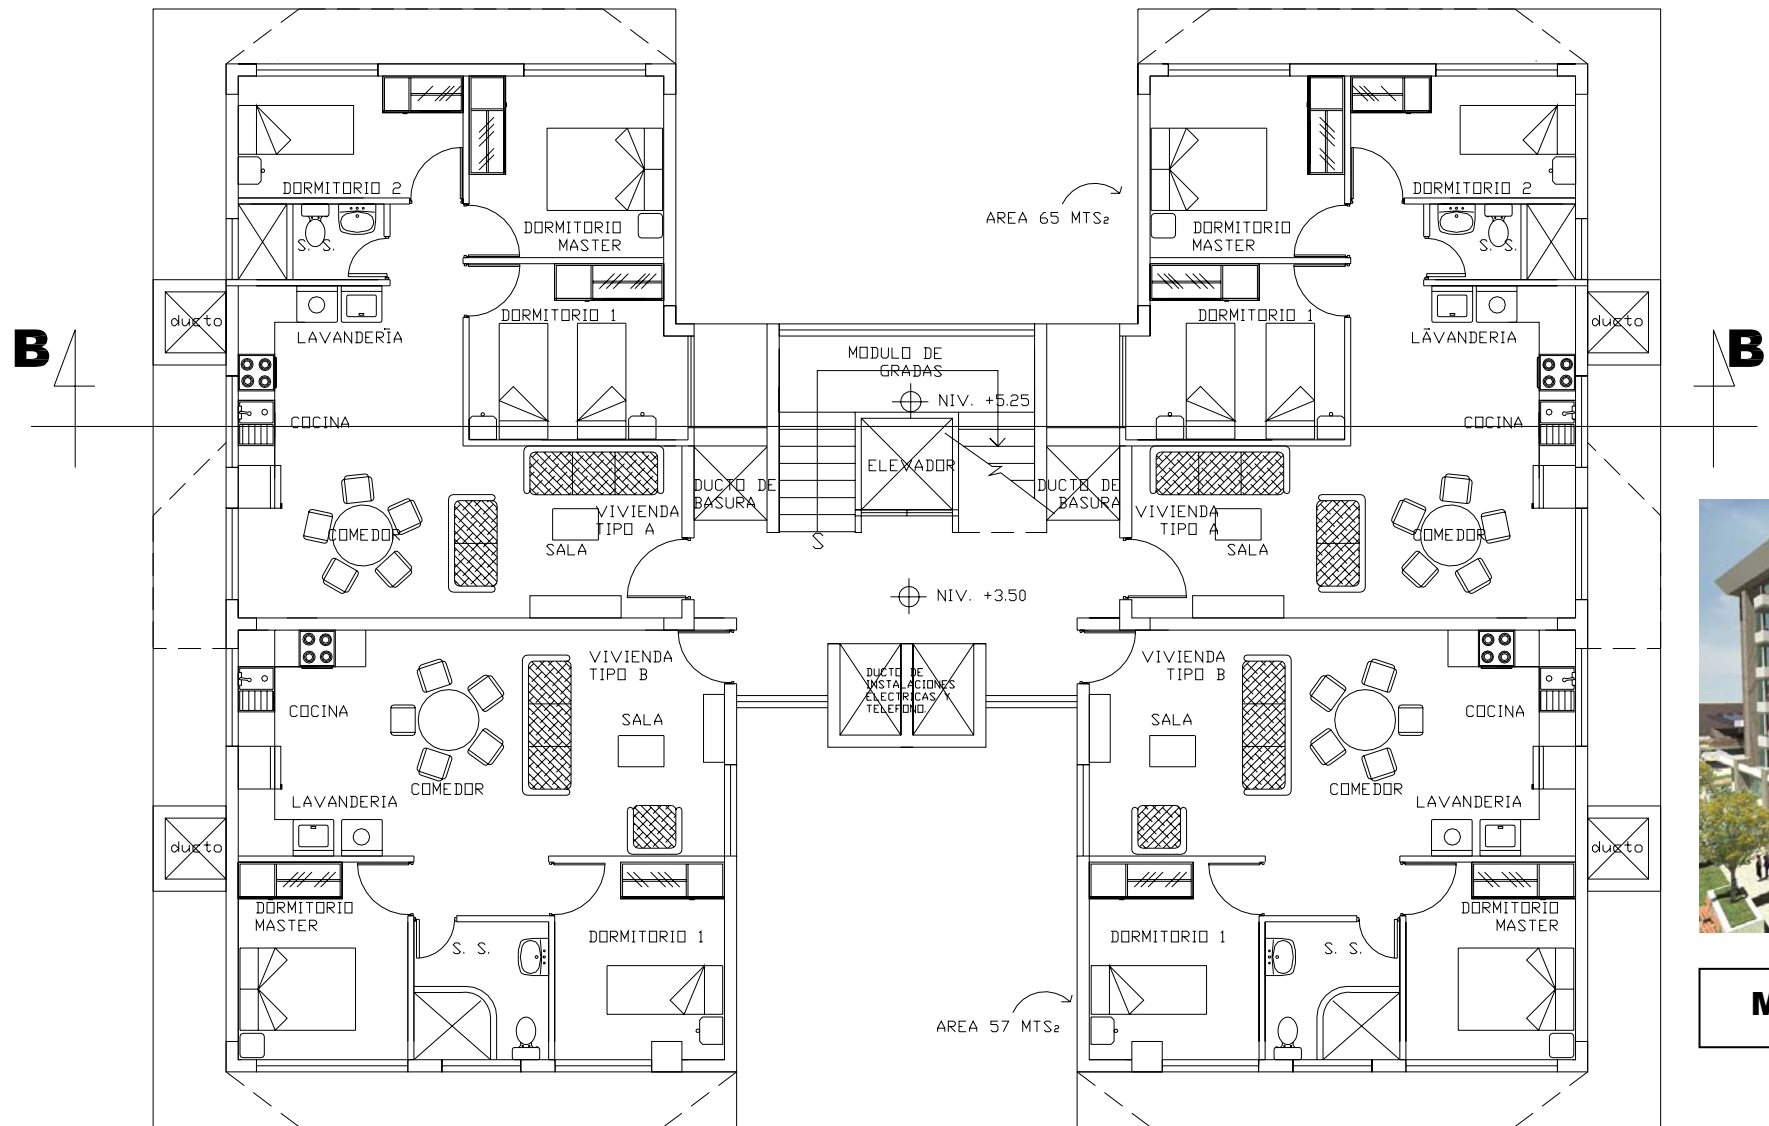 DORMITORIO 2
DORMITORIO 2
AREA 65 MTS2
DORMITORIO
MASTER
DORMITORIO
MASTER
S. S.
S. S.
ducto
DORMITORIO 1
DORMITORIO 1
ducto
LAVANDERIA
LAVANDERIA
B
MODULO DE
GRADAS
B
NIV. +5.25
COCINA
COCINA
ELEVADOR
DUCTO DE
BASURA
DUCTO DE
BASURA
VIVIENDA
TIPO A
VIVIENDA
TIPO A
COMEDOR
SALA
S
SALA
COMEDOR
NIV. +3.50
VIVIENDA
TIPO B
DUCTO DE
INSTALACIONES
ELECTRICAS Y
TELEFONO.
VIVIENDA
TIPO B
COCINA
SALA
SALA
COCINA
COMEDOR
COMEDOR
LAVANDERIA
LAVANDERIA
ducto
ducto
DORMITORIO
MASTER
DORMITORIO
MASTER
S. S.
DORMITORIO 1
DORMITORIO 1
S. S.
AREA 57 MTS2
M